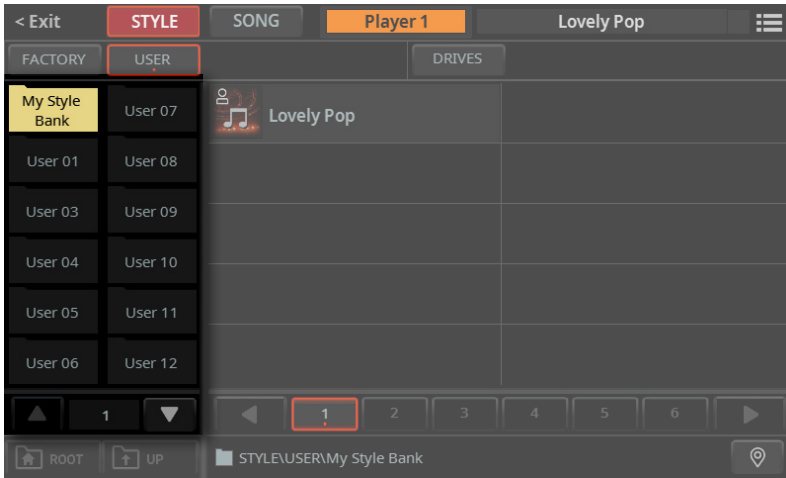 < Exit STYLE SONG Player 1 Lovely Pop
FACTORY USER DRIVES
My Style
Bank
User 07
Lovely Pop
User 01 User 08
User 03 User 09
User 04 User 10
User 05 User 11
User 06 User 12
1 1 2 3 4 5 6
ROOT UP STYLE\USER\My Style Bank